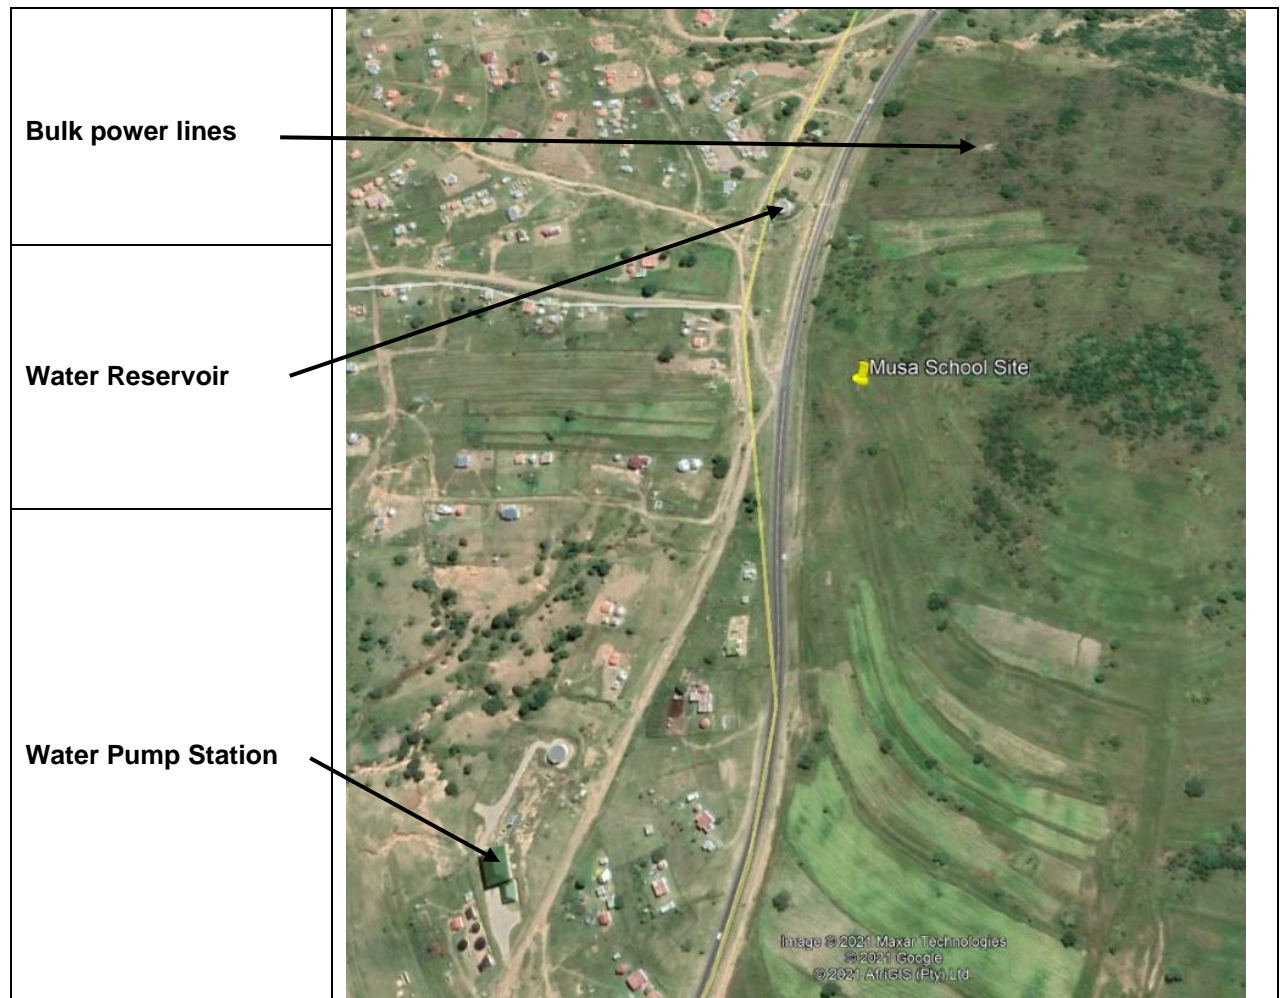 Bulk power lines
Water Reservoir
Musa School Site
Water Pump Station
Image © 2021 Maxar Technologies
© 2021 Google
© 2021 AfriGIS (Pty) Ltd.